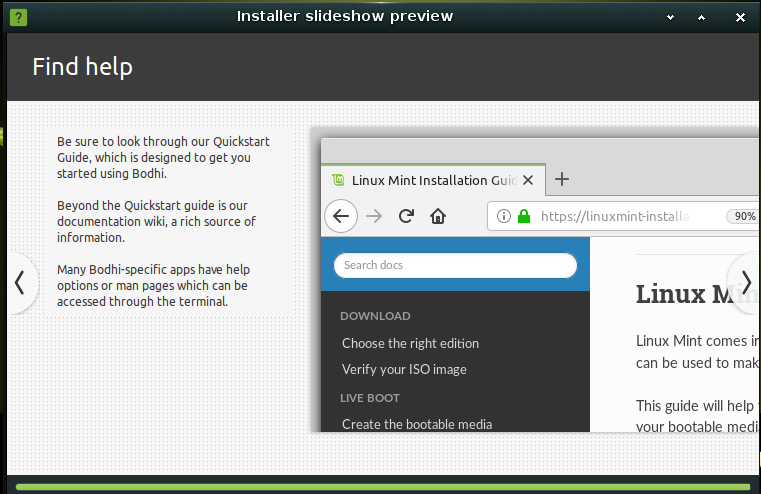 Installer slideshow preview
Find help
Be sure to look through our Quickstart
Guide, which is designed to get you
started using Bodhi.
Beyond the Quickstart guide is our
documentation wiki, a rich source of
information.
Many Bodhi-specific apps have help
options or man pages which can be
accessed through the terminal.
Linux Mint Installation Guid
https://linuxmint-installa
90%
Search docs
DOWNLOAD
Choose the right edition
Verify your ISO image
LIVE BOOT
Create the bootable media
Linux Min
Linux Mint comes in
can be used to mak
This guide will help
your bootable media